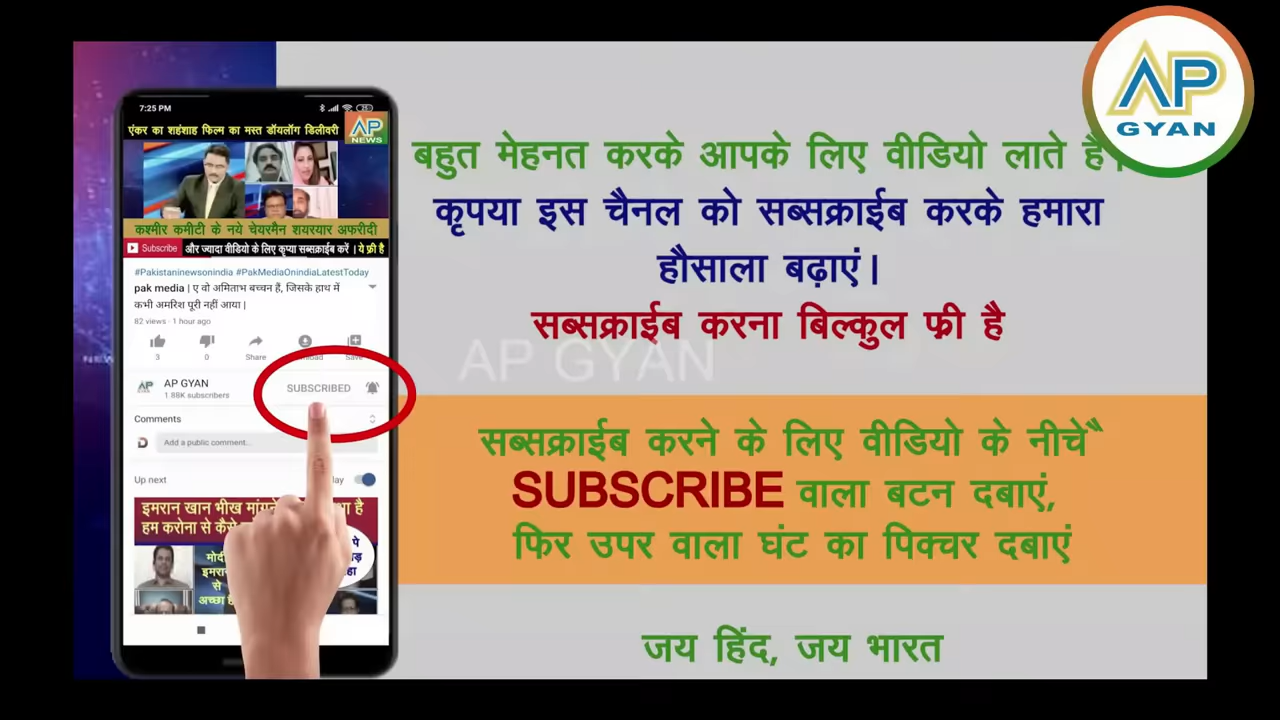 AP
GYAN
बहुत मेहनत करके आपके लिए वीडियो लाते हैं।
कृपया इस चैनल को सब्सक्राईब करके हमारा
हौसाला बढ़ाएं।
सब्सक्राईब करना बिल्कुल फ्री है
AP GYAN
सब्सक्राईब करने के लिए वीडियो के नीचे
SUBSCRIBE वाला बटन दबाएं,
फिर उपर वाला घंट का पिक्चर दबाएं
जय हिंद, जय भारत
7:25 PM
एंकर का शहंशाह फिल्म का मस्त डॉयलॉग डिलीवरी
AP
NEWS
कश्मीर कमीटी के नये चेयरमैन शयरयार अफरीदी
Subscribe और ज्यादा वीडियो के लिए कृप्या सब्सक्राईब करें । ये फ्री है
#Pakistaninewsonindia #PakMediaOnindiaLatestToday
pak media | ए वो अमिताभ बच्चन हैं, जिसके हाथ में
कभी अमरिश पूरी नहीं आया |
82 views · 1 hour ago
3 0 Share Save
AP GYAN
1.88K subscribers
SUBSCRIBED
Comments
Add a public comment...
Up next
इमरान खान भीख मांगने है
हम करोना से कैसे
मोदी
इमरान
से
अच्छा है